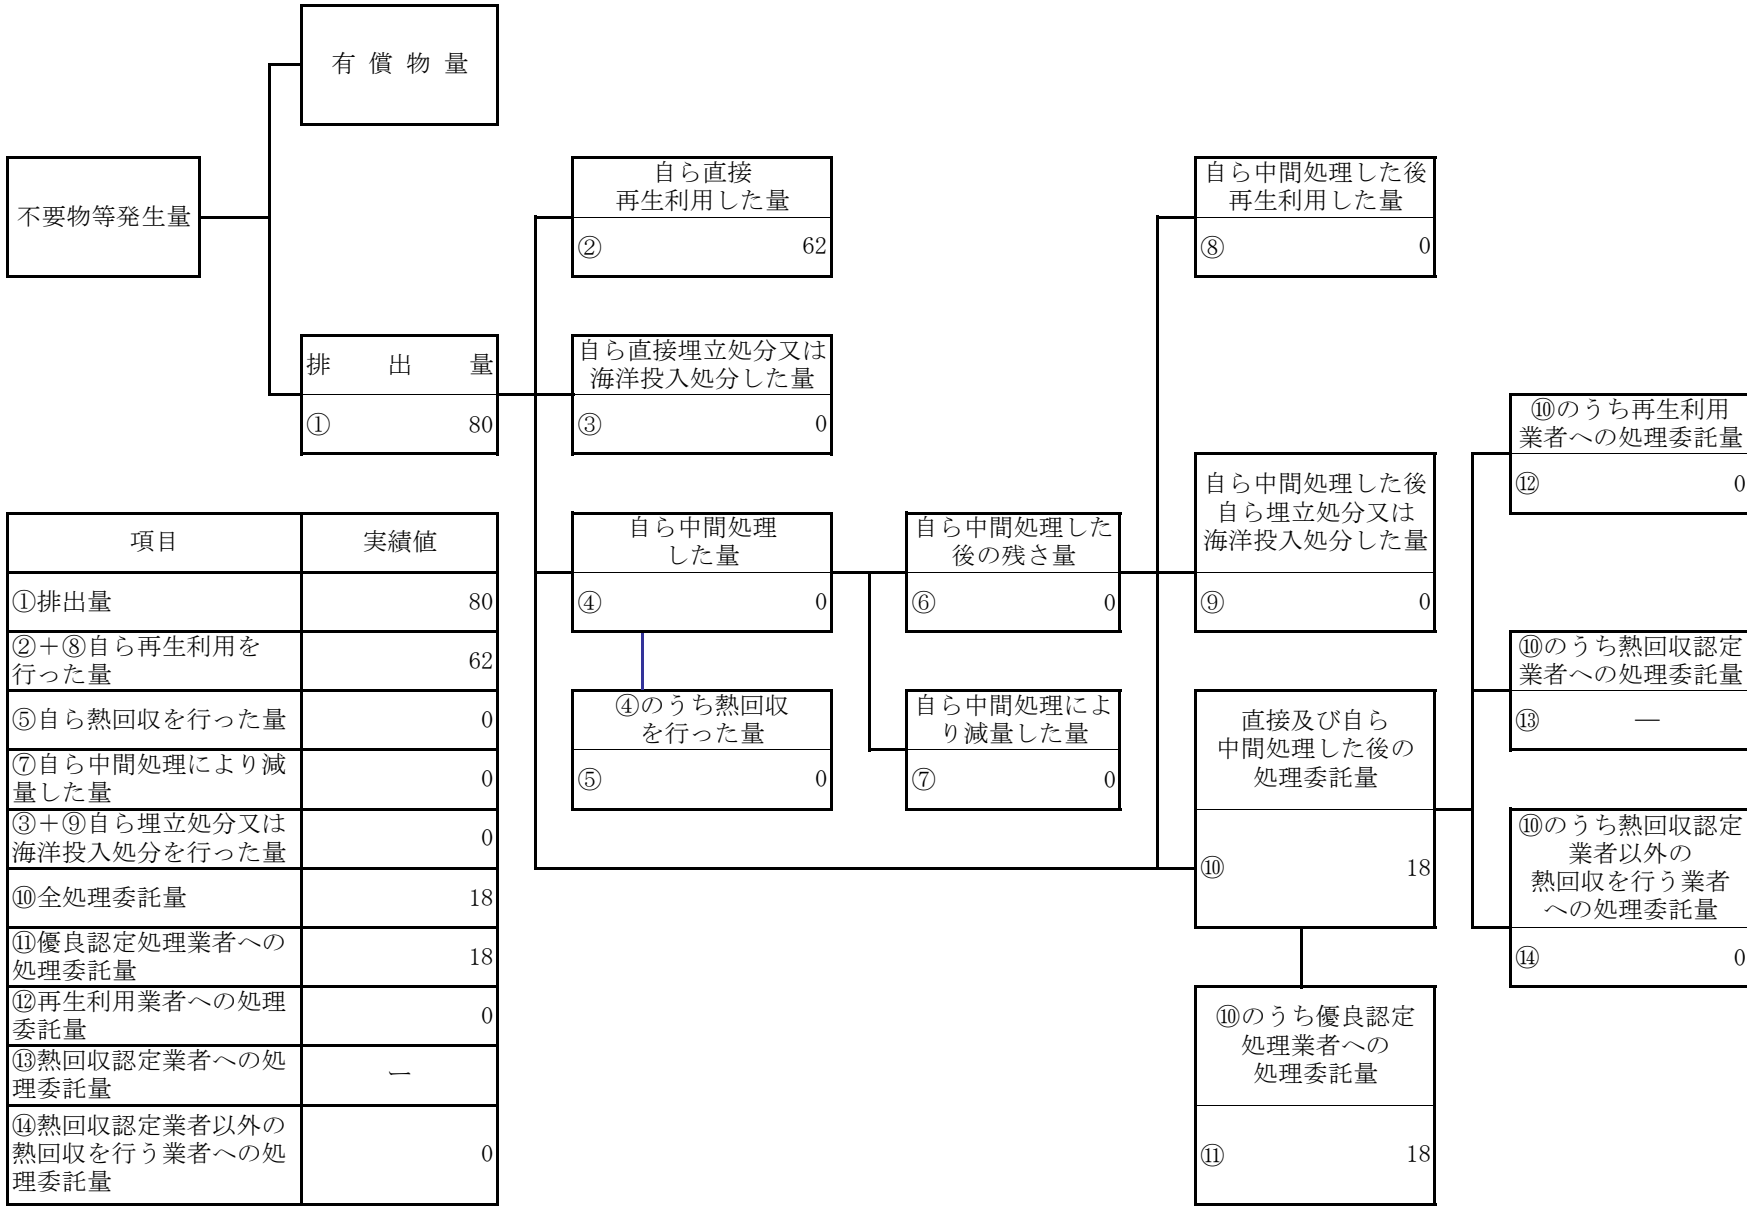 有償物量
不要物等発生量
排出量
① 80
自ら直接
再生利用した量
② 62
自ら直接埋立処分又は
海洋投入処分した量
③ 0
自ら中間処理
した量
④ 0
④のうち熱回収
を行った量
⑤ 0
自ら中間処理した
後の残さ量
⑥ 0
自ら中間処理によ
り減量した量
⑦ 0
自ら中間処理した後
再生利用した量
⑧ 0
自ら中間処理した後
自ら埋立処分又は
海洋投入処分した量
⑨ 0
直接及び自ら
中間処理した後の
処理委託量
⑩ 18
⑩のうち優良認定
処理業者への
処理委託量
⑪ 18
⑩のうち再生利用
業者への処理委託量
⑫ 0
⑩のうち熱回収認定
業者への処理委託量
⑬ ―
⑩のうち熱回収認定
業者以外の
熱回収を行う業者
への処理委託量
⑭ 0
項目 実績値
①排出量 80
②＋⑧自ら再生利用を
行った量 62
⑤自ら熱回収を行った量 0
⑦自ら中間処理により減
量した量 0
③＋⑨自ら埋立処分又は
海洋投入処分を行った量 0
⑩全処理委託量 18
⑪優良認定処理業者への
処理委託量 18
⑫再生利用業者への処理
委託量 0
⑬熱回収認定業者への処
理委託量 ー
⑭熱回収認定業者以外の
熱回収を行う業者への処
理委託量 0